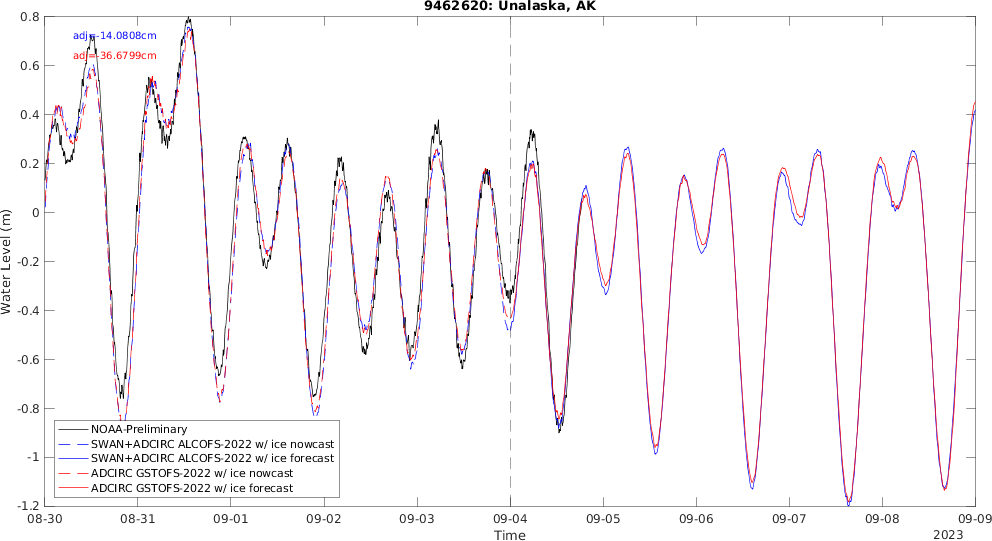 9462620: Unalaska, AK
adj=-14.0808cm
adj=-36.6799cm
Water Level (m)
0.8
0.6
0.4
0.2
0
-0.2
-0.4
-0.6
-0.8
-1
-1.2
NOAA-Preliminary
SWAN+ADCIRC ALCOFS-2022 w/ ice nowcast
SWAN+ADCIRC ALCOFS-2022 w/ ice forecast
ADCIRC GSTOFS-2022 w/ ice nowcast
ADCIRC GSTOFS-2022 w/ ice forecast
08-30 08-31 09-01 09-02 09-03 09-04 09-05 09-06 09-07 09-08 09-09
Time
2023